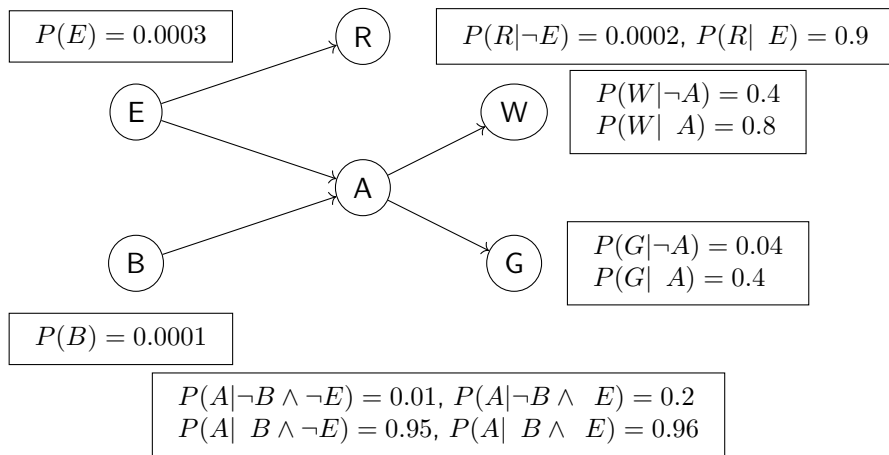 P(E) = 0.0003
R
P(R|¬E) = 0.0002, P(R| E) = 0.9
E
W
P(W|¬A) = 0.4
P(W| A) = 0.8
A
B
G
P(G|¬A) = 0.04
P(G| A) = 0.4
P(B) = 0.0001
P(A|¬B ∧ ¬E) = 0.01, P(A|¬B ∧ E) = 0.2
P(A| B ∧ ¬E) = 0.95, P(A| B ∧ E) = 0.96